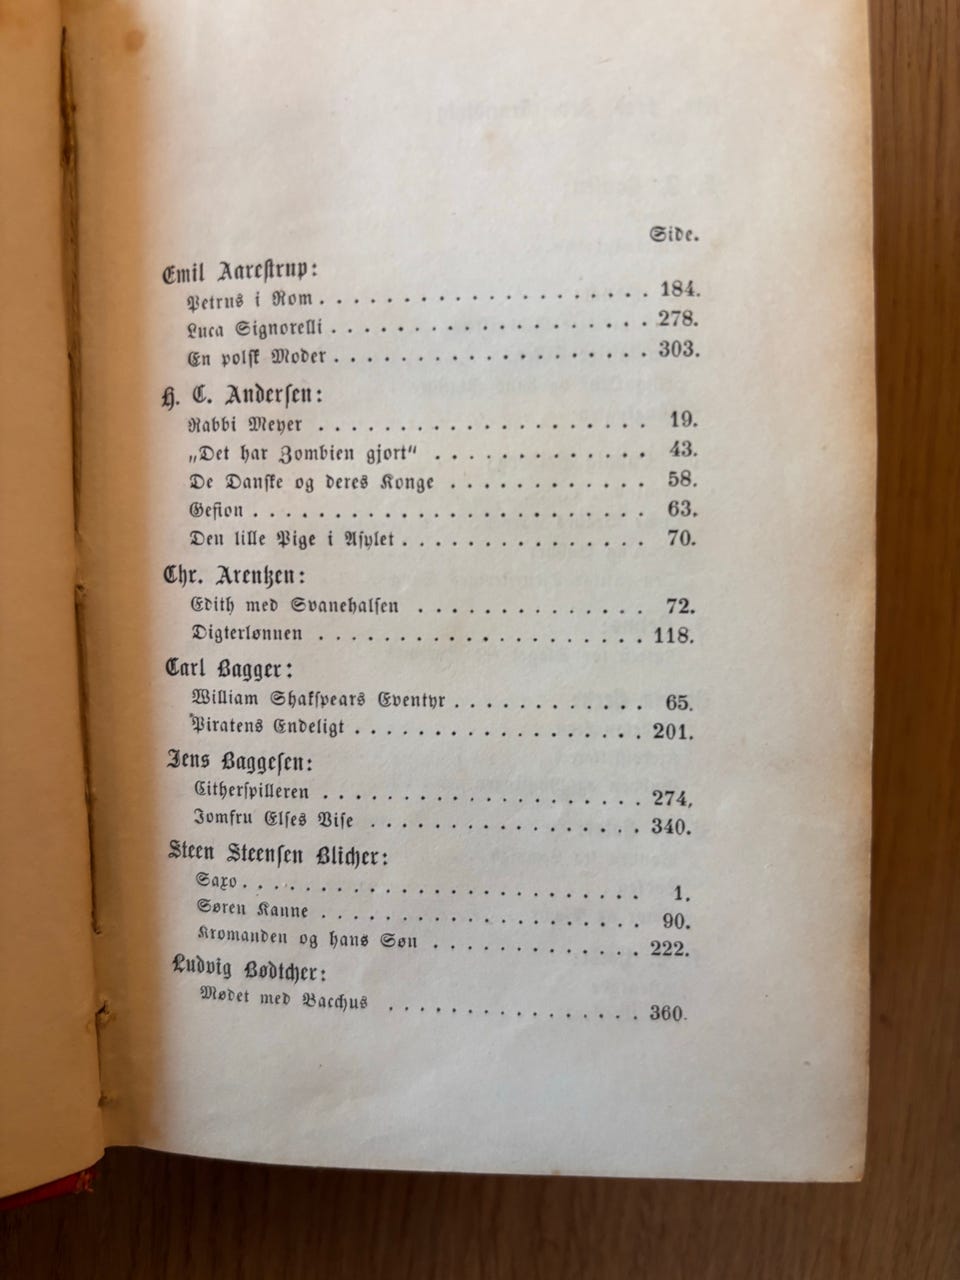 Side.
Emil Aarestrup:
Petrus i Rom . . . . . . . . . . . . . . . . . . . . 184.
Luca Signorelli . . . . . . . . . . . . . . . . . . . 278.
En polsk Moder . . . . . . . . . . . . . . . . . . . 303.
H. C. Andersen:
Rabbi Meyer . . . . . . . . . . . . . . . . . . . . 19.
„Det har Zombien gjort“ . . . . . . . . . . . . . 43.
De Danske og deres Konge . . . . . . . . . . . . 58.
Gefion . . . . . . . . . . . . . . . . . . . . . . . . 63.
Den lille Pige i Asylet . . . . . . . . . . . . . . . 70.
Chr. Arentzen:
Edith med Svanehalsen . . . . . . . . . . . . . . 72.
Digterlønnen . . . . . . . . . . . . . . . . . . . . 118.
Carl Bagger:
William Shakspears Eventyr . . . . . . . . . . . . 65.
Piratens Endeligt . . . . . . . . . . . . . . . . . . 201.
Jens Baggesen:
Citherspilleren . . . . . . . . . . . . . . . . . . . . 274.
Jomfru Elses Vise . . . . . . . . . . . . . . . . . 340.
Steen Steensen Blicher:
Saxo . . . . . . . . . . . . . . . . . . . . . . . . . 1.
Søren Kanne . . . . . . . . . . . . . . . . . . . . 90.
Kromanden og hans Søn . . . . . . . . . . . . . 222.
Ludvig Bødtcher:
Mødet med Bacchus . . . . . . . . . . . . . . . . 360.